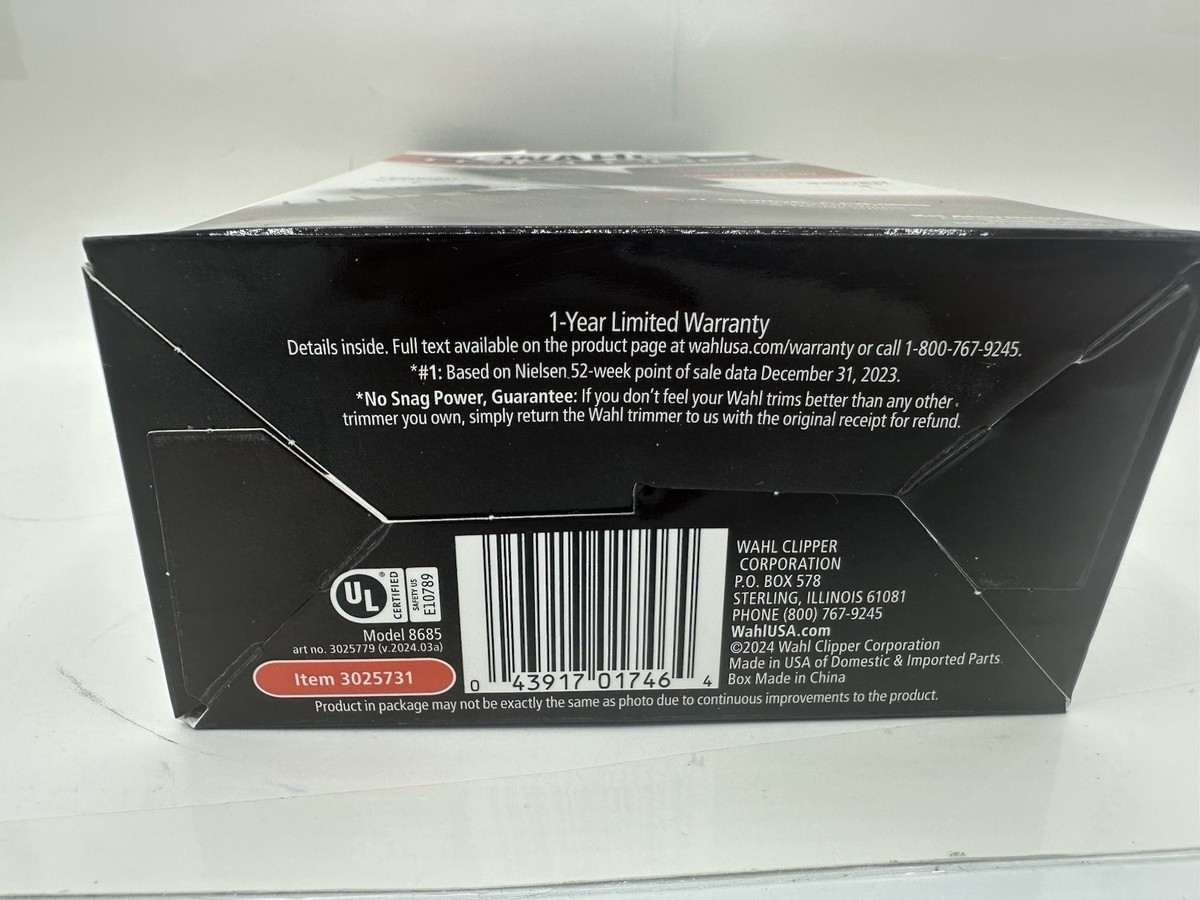 1-Year Limited Warranty
Details inside. Full text available on the product page at wahlusa.com/warranty or call 1-800-767-9245.
*#1: Based on Nielsen 52-week point of sale data December 31, 2023.
*No Snag Power, Guarantee: If you don't feel your Wahl trims better than any other
trimmer you own, simply return the Wahl trimmer to us with the original receipt for refund.
UL
®
CERTIFIED
SAFETY US
E10789
Model 8685
art no. 3025779 (v.2024.03a)
Item 3025731
0 43917 01746 4
WAHL CLIPPER
CORPORATION
P.O. BOX 578
STERLING, ILLINOIS 61081
PHONE (800) 767-9245
WahlUSA.com
©2024 Wahl Clipper Corporation
Made in USA of Domestic & Imported Parts.
Box Made in China
Product in package may not be exactly the same as photo due to continuous improvements to the product.